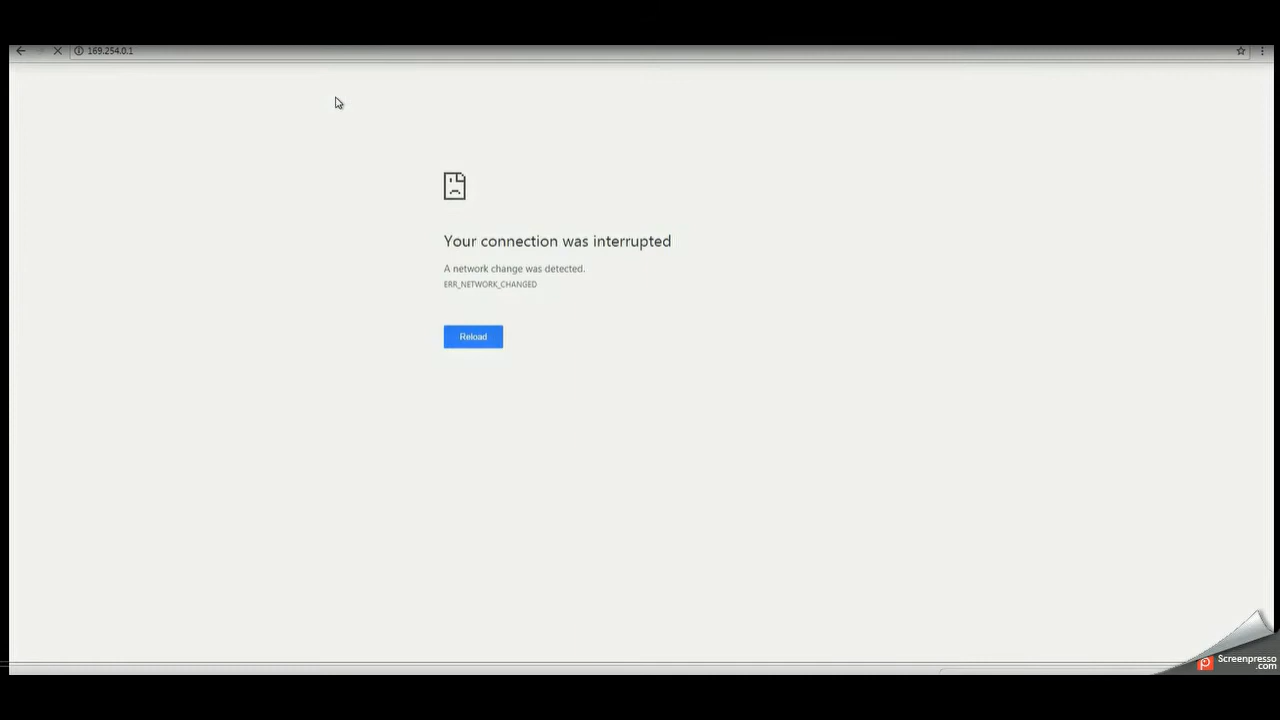 169.254.0.1
Your connection was interrupted
A network change was detected.
ERR_NETWORK_CHANGED
Reload
Screenpresso
.com